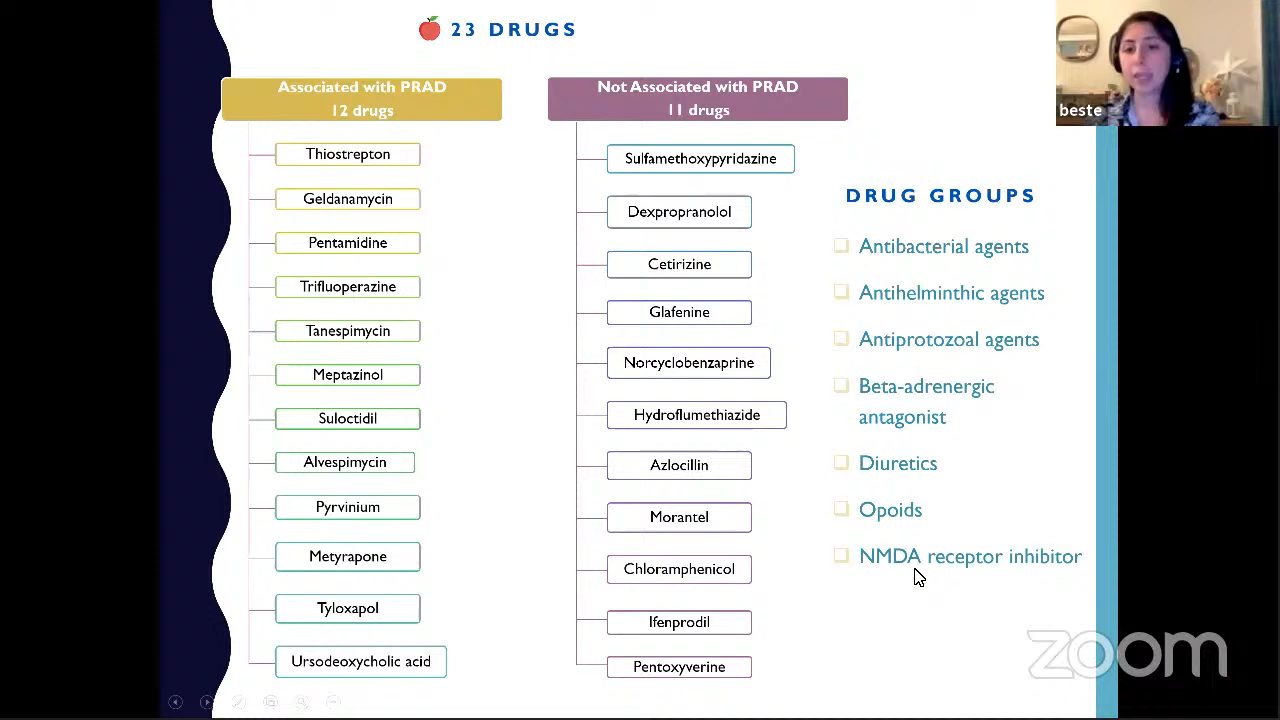 23 DRUGS
Associated with PRAD
12 drugs
Thiostrepton
Geldanamycin
Pentamidine
Trifluoperazine
Tanespimycin
Meptazinol
Suloctidil
Alvespimycin
Pyrvinium
Metyrapone
Tyloxapol
Ursodeoxycholic acid
Not Associated with PRAD
11 drugs
Sulfamethoxypyridazine
Dexpropranolol
Cetirizine
Glafenine
Norcyclobenzaprine
Hydroflumethiazide
Azlocillin
Morantel
Chloramphenicol
Ifenprodil
Pentoxyverine
DRUG GROUPS
Antibacterial agents
Antihelminthic agents
Antiprotozoal agents
Beta-adrenergic
antagonist
Diuretics
Opoids
NMDA receptor inhibitor
beste
zoom